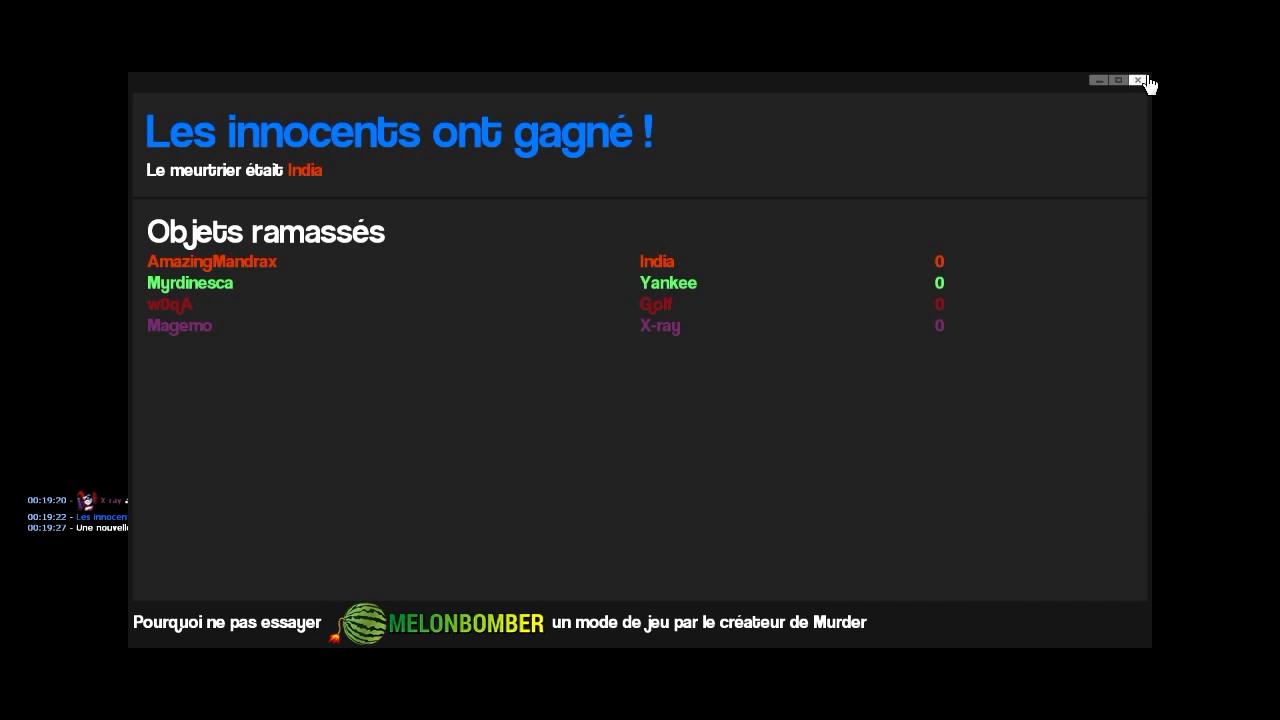 Les innocents ont gagné !
Le meurtrier était India
Objets ramassés
AmazingMandrax India 0
Myrdinesca Yankee 0
w0qA Golf 0
Magemo X-ray 0
00:19:20 - X-ray a
00:19:22 - Les innocen
00:19:27 - Une nouvelle
Pourquoi ne pas essayer MELONBOMBER un mode de jeu par le créateur de Murder